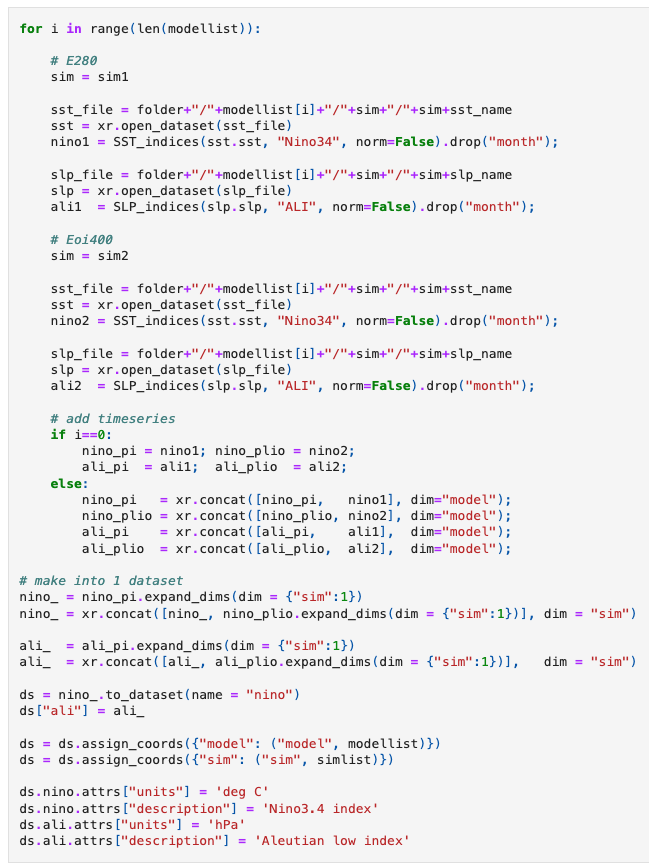 for i in range(len(modellist)):

    # E280
    sim = sim1

    sst_file = folder+"/"+modellist[i]+"/"+sim+"/"+sim+sst_name
    sst = xr.open_dataset(sst_file)
    nino1 = SST_indices(sst.sst, "Nino34", norm=False).drop("month");

    slp_file = folder+"/"+modellist[i]+"/"+sim+"/"+sim+slp_name
    slp = xr.open_dataset(slp_file)
    ali1  = SLP_indices(slp.slp, "ALI", norm=False).drop("month");

    # Eoi400
    sim = sim2

    sst_file = folder+"/"+modellist[i]+"/"+sim+"/"+sim+sst_name
    sst = xr.open_dataset(sst_file)
    nino2 = SST_indices(sst.sst, "Nino34", norm=False).drop("month");

    slp_file = folder+"/"+modellist[i]+"/"+sim+"/"+sim+slp_name
    slp = xr.open_dataset(slp_file)
    ali2  = SLP_indices(slp.slp, "ALI", norm=False).drop("month");

    # add timeseries
    if i==0:
        nino_pi = nino1; nino_plio = nino2;
        ali_pi  = ali1;  ali_plio  = ali2;
    else:
        nino_pi   = xr.concat([nino_pi,   nino1], dim="model");
        nino_plio = xr.concat([nino_plio, nino2], dim="model");
        ali_pi    = xr.concat([ali_pi,    ali1],  dim="model");
        ali_plio  = xr.concat([ali_plio,  ali2],  dim="model");

# make into 1 dataset
nino_ = nino_pi.expand_dims(dim = {"sim":1})
nino_ = xr.concat([nino_, nino_plio.expand_dims(dim = {"sim":1})], dim = "sim")

ali_  = ali_pi.expand_dims(dim = {"sim":1})
ali_  = xr.concat([ali_, ali_plio.expand_dims(dim = {"sim":1})],   dim = "sim")

ds = nino_.to_dataset(name = "nino")
ds["ali"] = ali_

ds = ds.assign_coords({"model": ("model", modellist)})
ds = ds.assign_coords({"sim": ("sim", simlist)})

ds.nino.attrs["units"] = 'deg C'
ds.nino.attrs["description"] = 'Nino3.4 index'
ds.ali.attrs["units"] = 'hPa'
ds.ali.attrs["description"] = 'Aleutian low index'